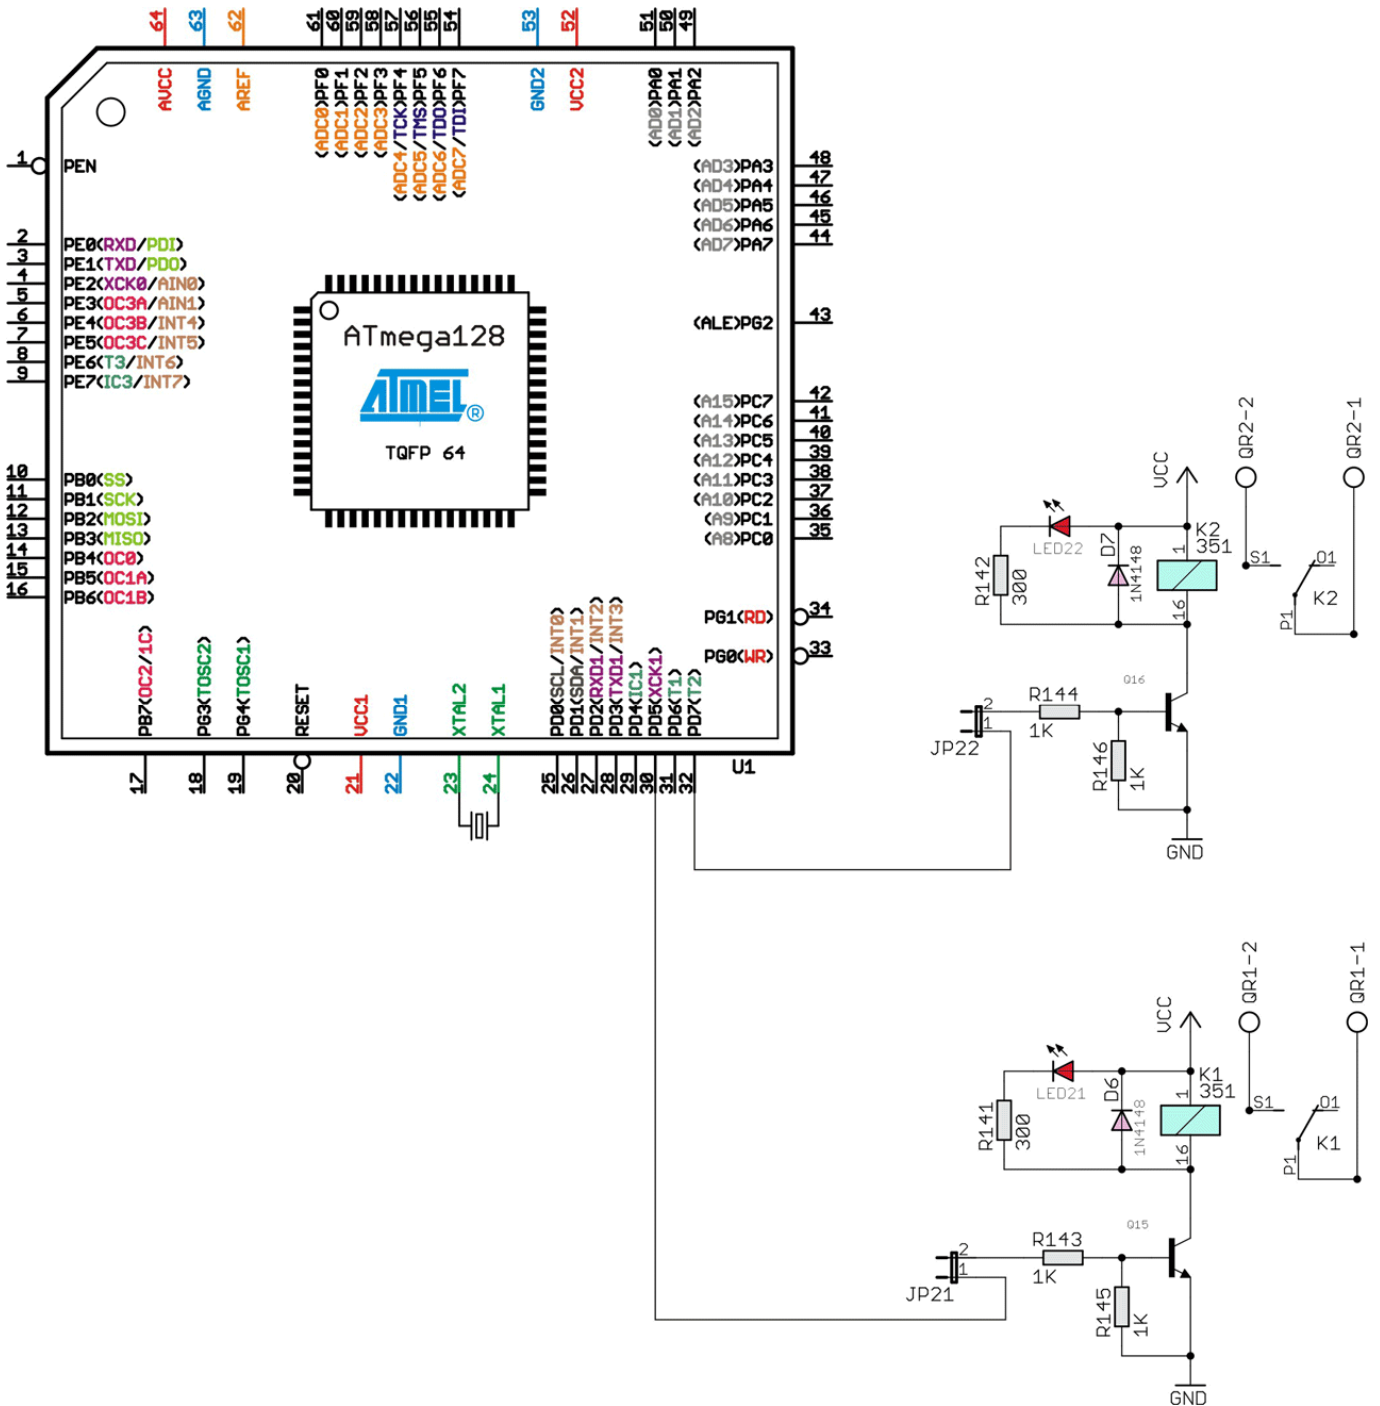 64
63
62
61
60
59
58
57
56
55
54
53
52
51
50
49
AVCC
AGND
AREF
(ADC0)PF0
(ADC1)PF1
(ADC2)PF2
(ADC3)PF3
(ADC4/TCK)PF4
(ADC5/TMS)PF5
(ADC6/TDO)PF6
(ADC7/TDI)PF7
GND2
VCC2
(AD0)PA0
(AD1)PA1
(AD2)PA2
1 PEN
2 PE0(RXD/PDI)
3 PE1(TXD/PDO)
4 PE2(XCK0/AIN0)
5 PE3(OC3A/AIN1)
6 PE4(OC3B/INT4)
7 PE5(OC3C/INT5)
8 PE6(T3/INT6)
9 PE7(IC3/INT7)
10 PB0(SS)
11 PB1(SCK)
12 PB2(MOSI)
13 PB3(MISO)
14 PB4(OC0)
15 PB5(OC1A)
16 PB6(OC1B)
ATmega128
ATMEL®
TQFP 64
(AD3)PA3 48
(AD4)PA4 47
(AD5)PA5 46
(AD6)PA6 45
(AD7)PA7 44
(ALE)PG2 43
(A15)PC7 42
(A14)PC6 41
(A13)PC5 40
(A12)PC4 39
(A11)PC3 38
(A10)PC2 37
(A9)PC1 36
(A8)PC0 35
PG1(RD) 34
PG0(WR) 33
PB7(OC2/1C)
PG3(TOSC2)
PG4(TOSC1)
RESET
VCC1
GND1
XTAL2
XTAL1
PD0(SCL/INT0)
PD1(SDA/INT1)
PD2(RXD1/INT2)
PD3(TXD1/INT3)
PD4(IC1)
PD5(XCK1)
PD6(T1)
PD7(T2)
U1
17
18
19
20
21
22
23
24
25
26
27
28
29
30
31
32
VCC
QR2-2
QR2-1
LED22
D7
1N4148
K2
351
1
16
R142
300
S1
O1
P1
K2
Q16
R144
1K
2
1
JP22
R146
1K
GND
VCC
QR1-2
QR1-1
LED21
D6
1N4148
K1
351
1
16
R141
300
S1
O1
P1
K1
Q15
R143
1K
2
1
JP21
R145
1K
GND